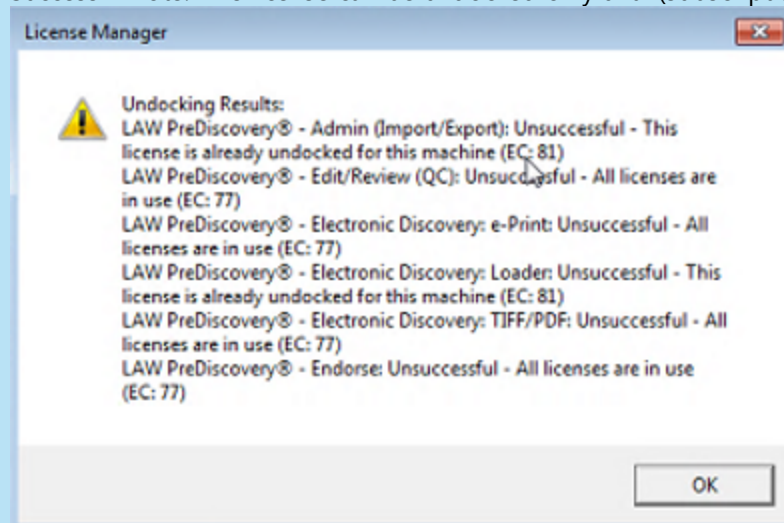 License Manager
Undocking Results:
LAW PreDiscovery® - Admin (Import/Export): Unsuccessful - This
license is already undocked for this machine (EC: 81)
LAW PreDiscovery® - Edit/Review (QC): Unsuccessful - All licenses are
in use (EC: 77)
LAW PreDiscovery® - Electronic Discovery: e-Print: Unsuccessful - All
licenses are in use (EC: 77)
LAW PreDiscovery® - Electronic Discovery: Loader: Unsuccessful - This
license is already undocked for this machine (EC: 81)
LAW PreDiscovery® - Electronic Discovery: TIFF/PDF: Unsuccessful - All
licenses are in use (EC: 77)
LAW PreDiscovery® - Endorse: Unsuccessful - All licenses are in use
(EC: 77)
OK